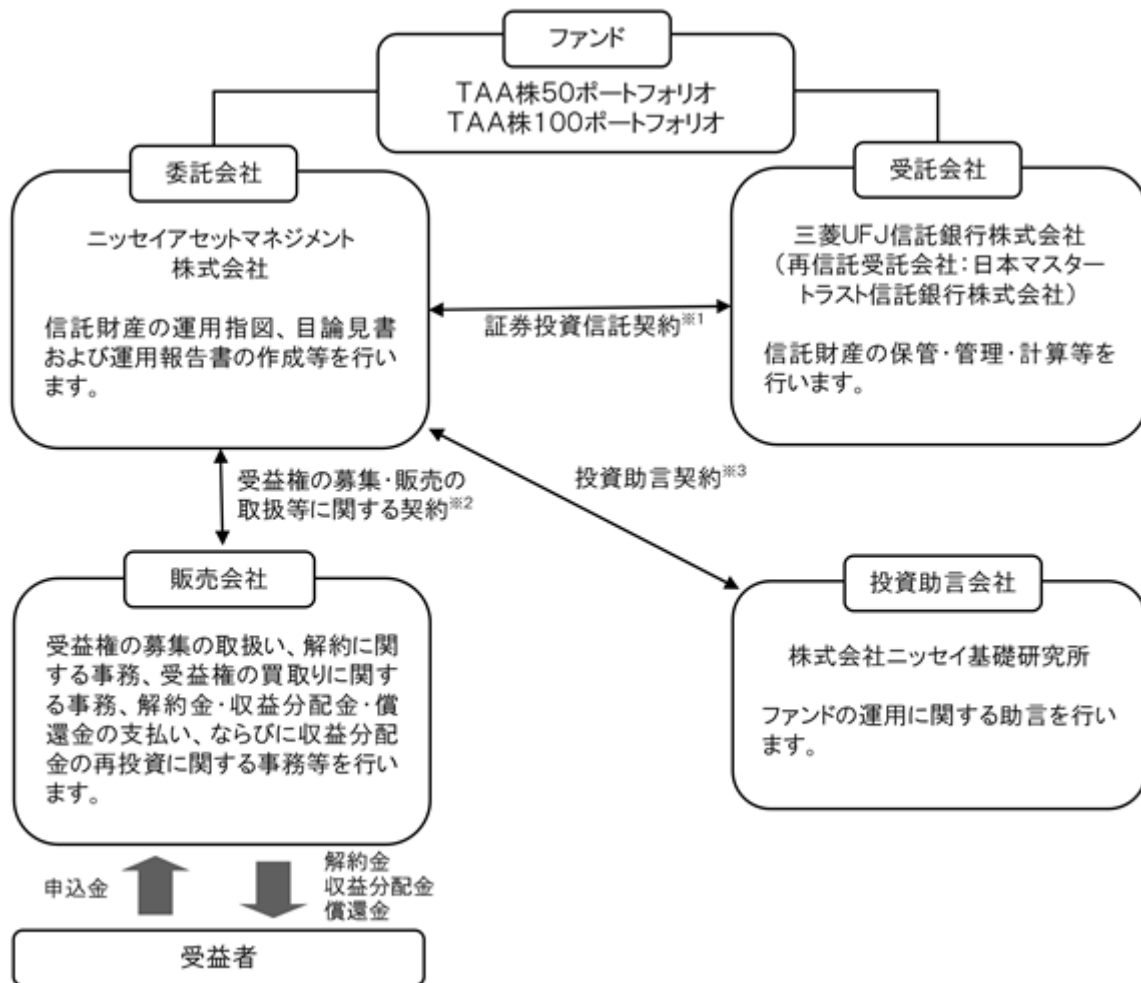 ファンド
TAA株50ポートフォリオ
TAA株100ポートフォリオ
委託会社
ニッセイアセットマネジメント
株式会社
信託財産の運用指図、目論見書
および運用報告書の作成等を行い
ます。
受託会社
三菱UFJ信託銀行株式会社
(再信託受託会社:日本マスター
トラスト信託銀行株式会社)
信託財産の保管・管理・計算等を
行います。
証券投資信託契約※1
受益権の募集・販売の
取扱等に関する契約※2
投資助言契約※3
販売会社
受益権の募集の取扱い、解約に関
する事務、受益権の買取りに関す
る事務、解約金・収益分配金・償
還金の支払い、ならびに収益分配
金の再投資に関する事務等を行い
ます。
投資助言会社
株式会社ニッセイ基礎研究所
ファンドの運用に関する助言を行い
ます。
申込金
解約金
収益分配金
償還金
受益者